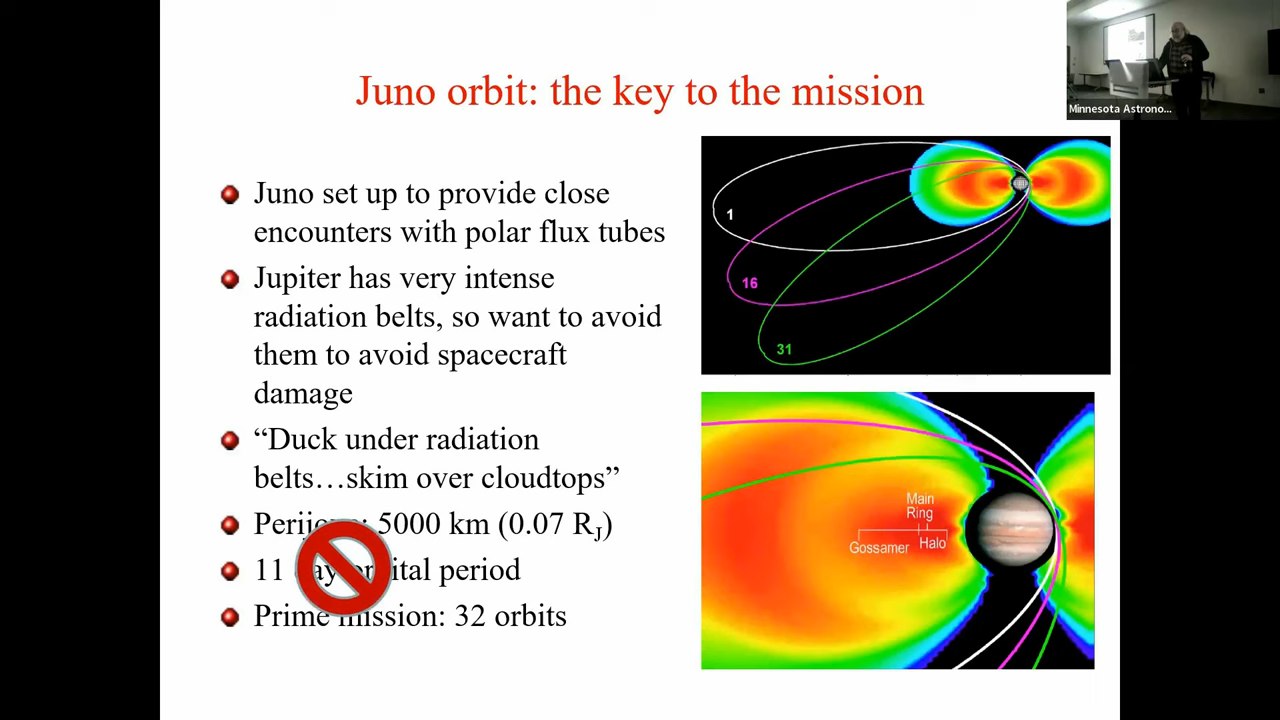 Juno orbit: the key to the mission
Minnesota Astrono...
Juno set up to provide close
encounters with polar flux tubes
Jupiter has very intense
radiation belts, so want to avoid
them to avoid spacecraft
damage
“Duck under radiation
belts…skim over cloudtops”
Perijove: 5000 km (0.07 RJ)
11 day orbital period
Prime mission: 32 orbits
1
16
31
Main
Ring
Gossamer
Halo